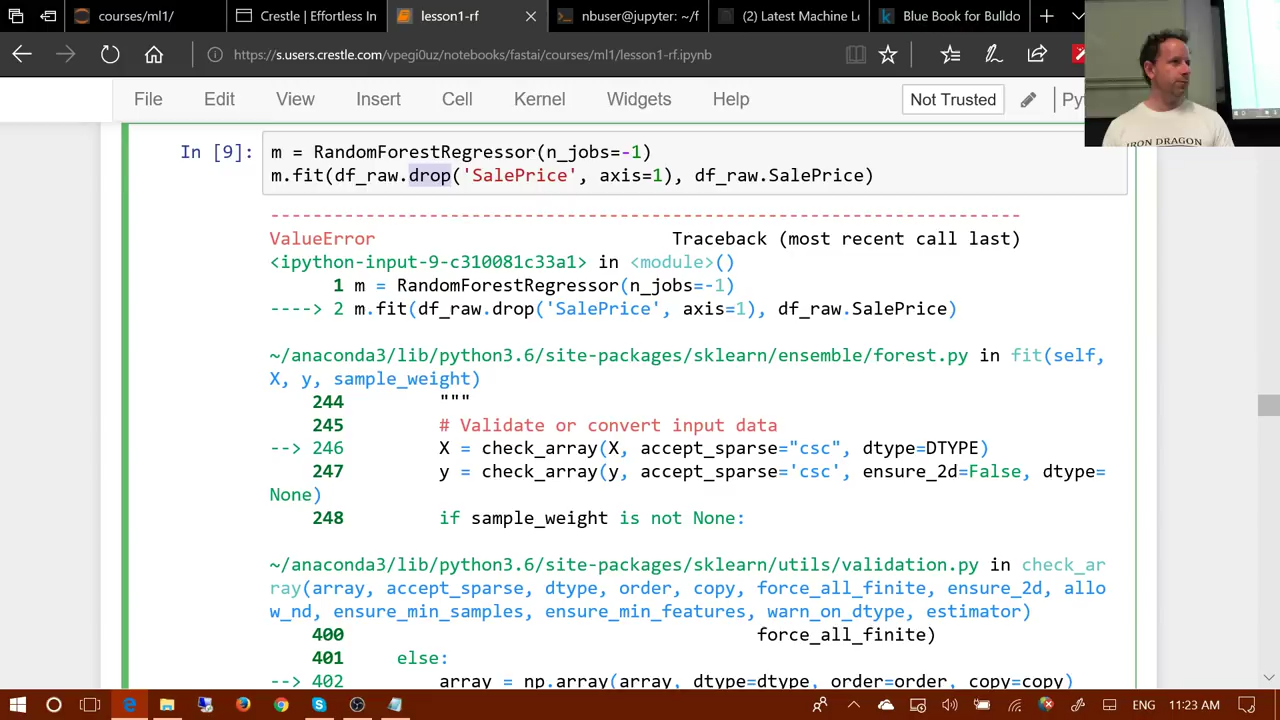 courses/ml1/
Crestle | Effortless In
lesson1-rf
nbuser@jupyter: ~/f
(2) Latest Machine Le
Blue Book for Bulldo
https://s.users.crestle.com/vpegi0uz/notebooks/fastai/courses/ml1/lesson1-rf.ipynb
File Edit View Insert Cell Kernel Widgets Help Not Trusted Py
IRON DRAGON
In [9]: m = RandomForestRegressor(n_jobs=-1)
m.fit(df_raw.drop('SalePrice', axis=1), df_raw.SalePrice)
---------------------------------------------------------------------------
ValueError Traceback (most recent call last)
<ipython-input-9-c310081c33a1> in <module>()
1 m = RandomForestRegressor(n_jobs=-1)
----> 2 m.fit(df_raw.drop('SalePrice', axis=1), df_raw.SalePrice)
~/anaconda3/lib/python3.6/site-packages/sklearn/ensemble/forest.py in fit(self,
X, y, sample_weight)
244 """
245 # Validate or convert input data
--> 246 X = check_array(X, accept_sparse="csc", dtype=DTYPE)
247 y = check_array(y, accept_sparse='csc', ensure_2d=False, dtype=
None)
248 if sample_weight is not None:
~/anaconda3/lib/python3.6/site-packages/sklearn/utils/validation.py in check_ar
ray(array, accept_sparse, dtype, order, copy, force_all_finite, ensure_2d, allo
w_nd, ensure_min_samples, ensure_min_features, warn_on_dtype, estimator)
400 force_all_finite)
401 else:
--> 402 array = np.array(array, dtype=dtype, order=order, copy=copy)
ENG 11:23 AM